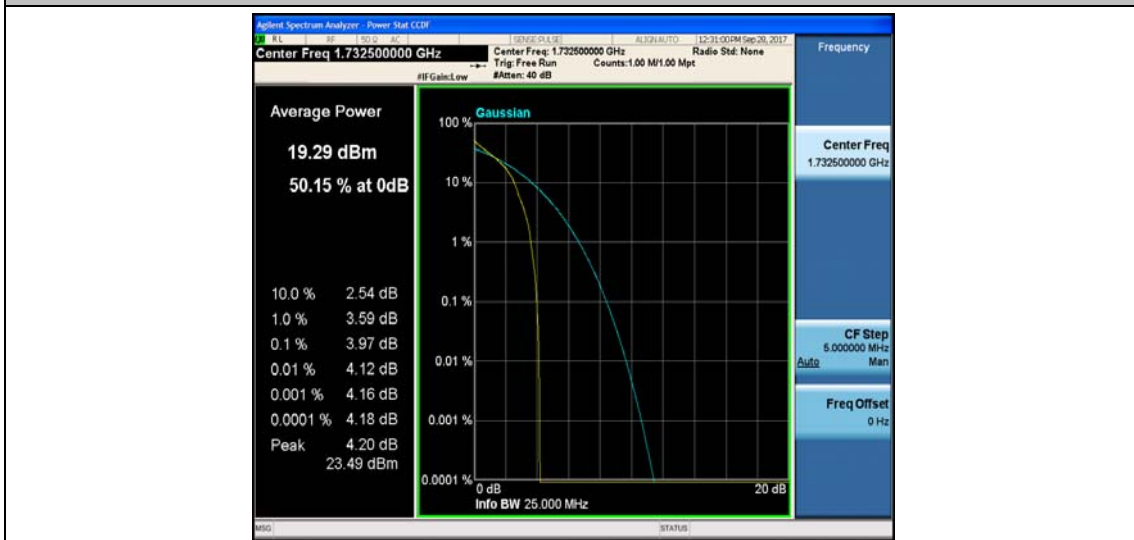 Agilent Spectrum Analyzer - Power Stat CCDF
RL RF 50 Ω AC SENSE:PULSE ALIGNAUTO 12:31:00PM Sep 20, 2017
Center Freq 1.732500000 GHz
Center Freq: 1.732500000 GHz Radio Std: None
Trig: Free Run Counts:1.00 M/1.00 Mpt
#IFGain:Low #Atten: 40 dB
Frequency
Average Power
19.29 dBm
50.15 % at 0dB
10.0 % 2.54 dB
1.0 % 3.59 dB
0.1 % 3.97 dB
0.01 % 4.12 dB
0.001 % 4.16 dB
0.0001 % 4.18 dB
Peak 4.20 dB
23.49 dBm
Gaussian
100 %
10 %
1 %
0.1 %
0.01 %
0.001 %
0.0001 %
0 dB 20 dB
Info BW 25.000 MHz
Center Freq
1.732500000 GHz
CF Step
5.000000 MHz
Auto Man
Freq Offset
0 Hz
MSG STATUS